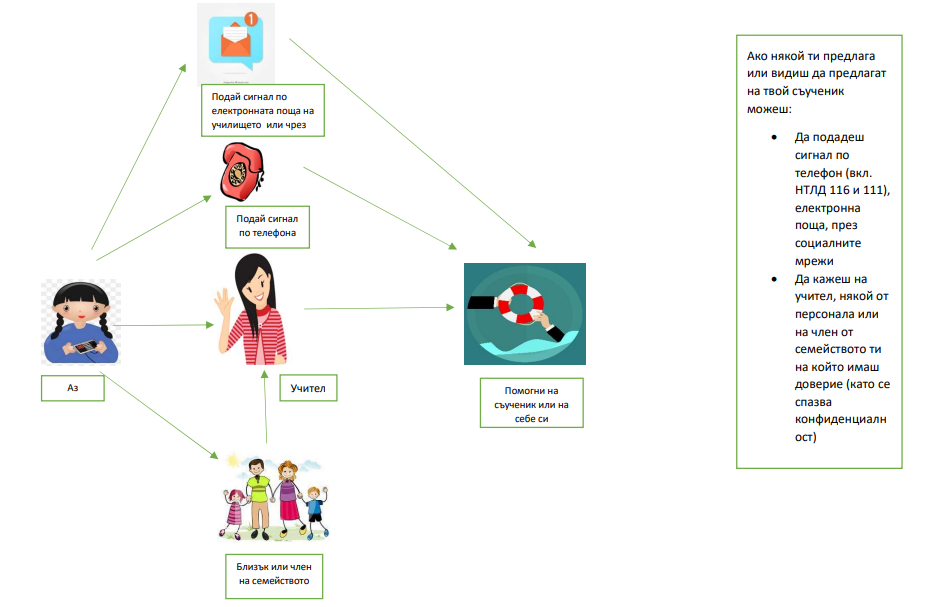 1
Подай сигнал по
електронната поща на
училището или чрез
Подай сигнал
по телефона
Аз
Учител
Помогни на
съученик или на
себе си
Близък или член
на семейството
Ако някой ти предлага
или видиш да предлагат
на твой съученик
можеш:
• Да подадеш
сигнал по
телефон (вкл.
НТЛД 116 и 111),
електронна
поща, през
социалните
мрежи
• Да кажеш на
учител, някой от
персонала или
на член от
семейството ти
на който имаш
доверие (като се
спазва
конфиденциалн
ост)